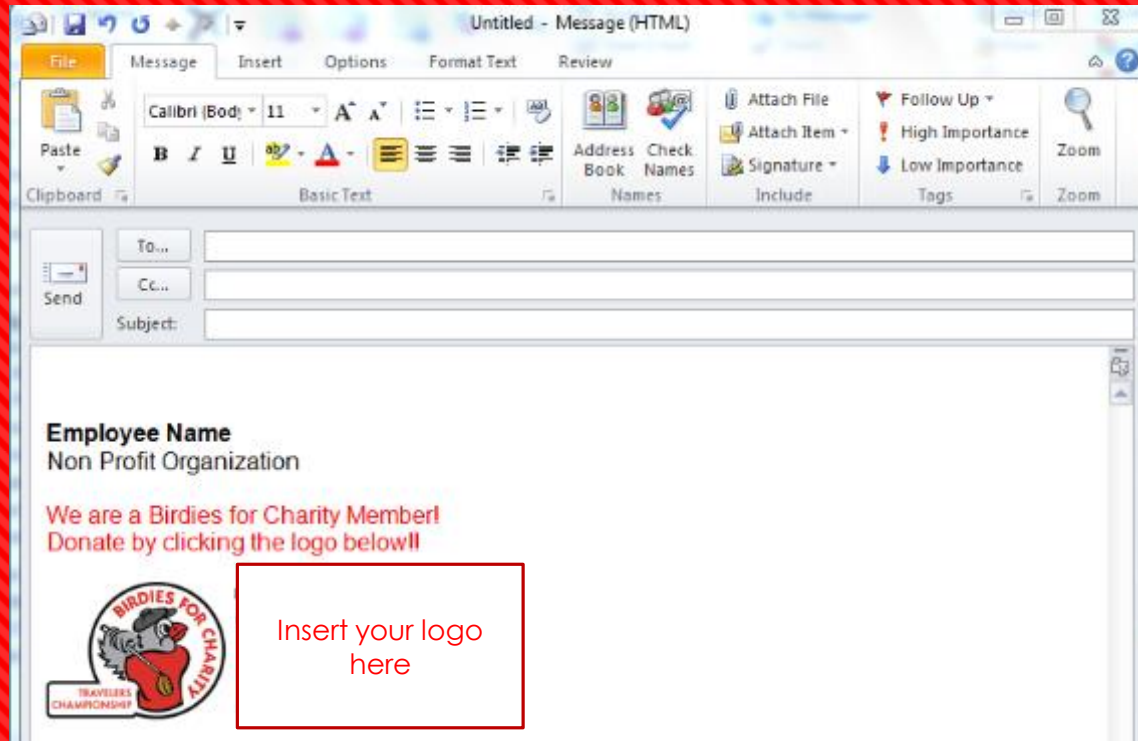 Untitled - Message (HTML)
File Message Insert Options Format Text Review
Paste
Clipboard
Calibri (Body 11
B I U
Basic Text
Address Book
Check Names
Names
Attach File
Attach Item
Signature
Include
Follow Up
High Importance
Low Importance
Tags
Zoom
Zoom
Send
To...
Cc...
Subject:
Employee Name
Non Profit Organization
We are a Birdies for Charity Member!
Donate by clicking the logo below!!
BIRDIES FOR CHARITY
TRAVELERS
CHAMPIONSHIP
Insert your logo
here